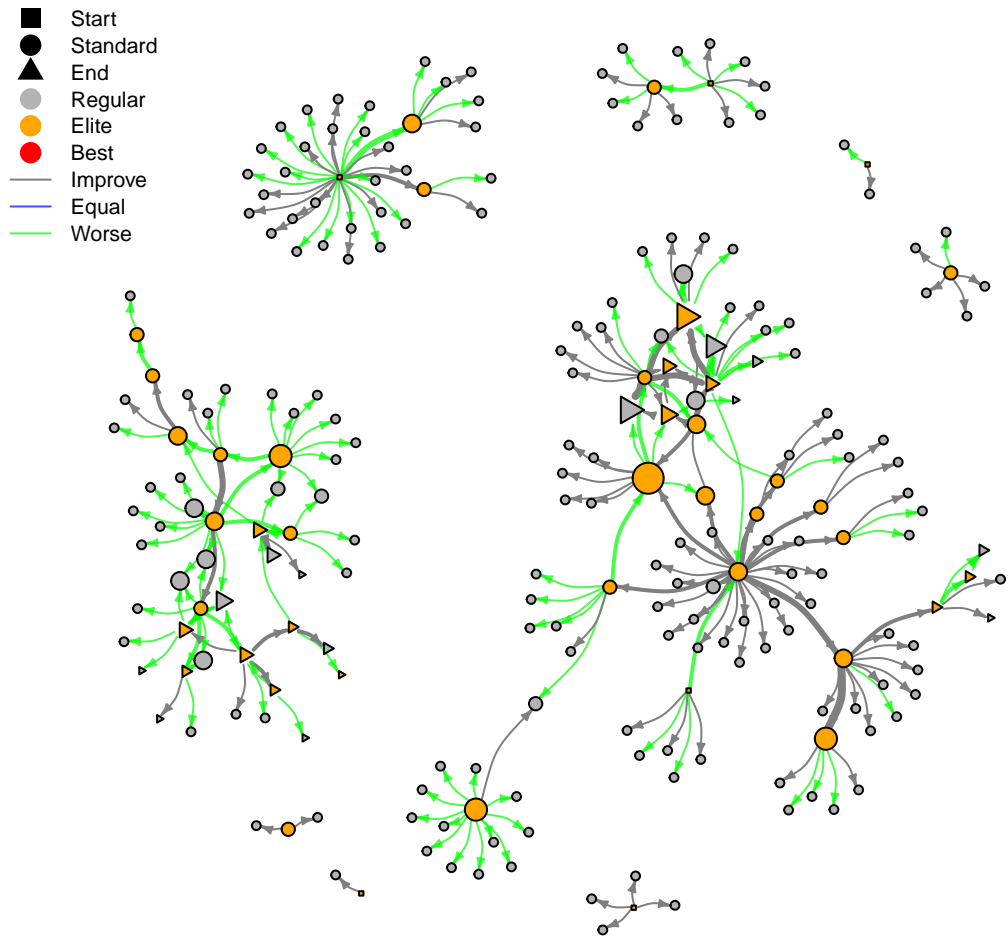 Start
Standard
End
Regular
Elite
Best
Improve
Equal
Worse